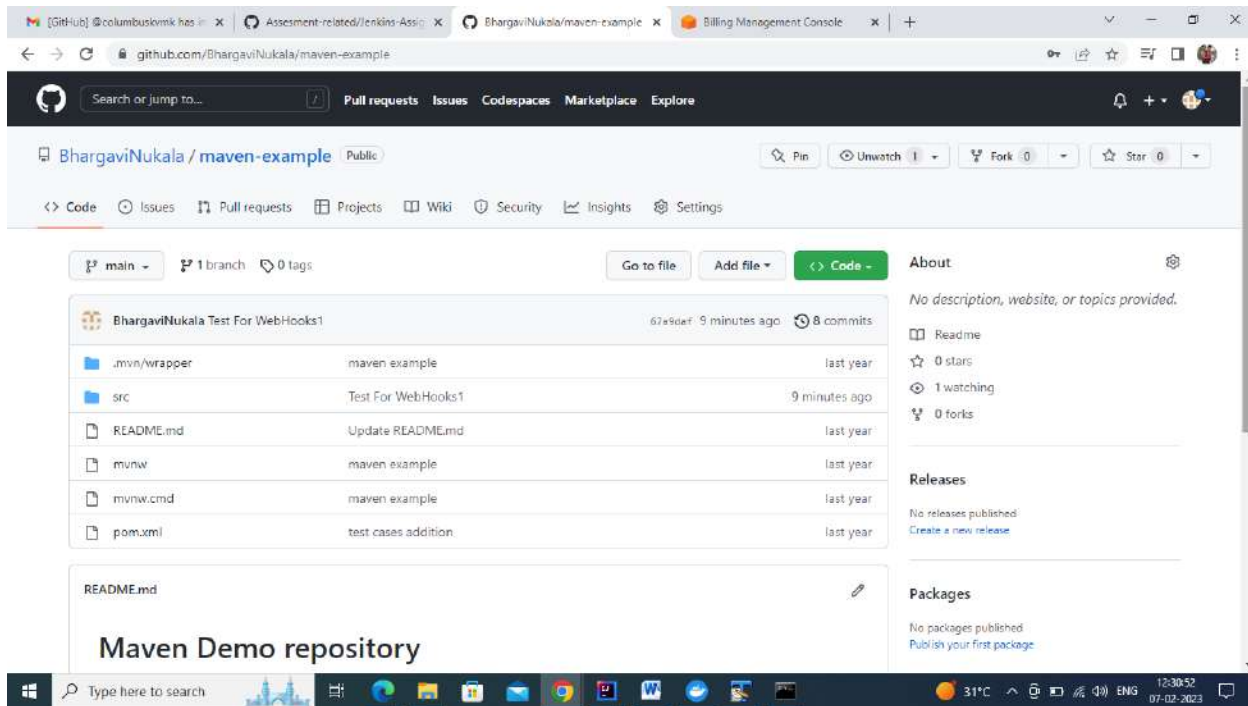 [GitHub] @columbuskvmk has in
Assesment-related/Jenkins-Assig
BhargaviNukala/maven-example
Billing Management Console
github.com/BhargaviNukala/maven-example
Search or jump to... /
Pull requests Issues Codespaces Marketplace Explore
BhargaviNukala / maven-example Public
Pin
Unwatch 1
Fork 0
Star 0
<> Code Issues Pull requests Projects Wiki Security Insights Settings
main 1 branch 0 tags
Go to file Add file <> Code
BhargaviNukala Test For WebHooks1 9 minutes ago 8 commits
.mvn/wrapper maven example last year
src Test For WebHooks1 9 minutes ago
README.md Update README.md last year
mvnw maven example last year
mvnw.cmd maven example last year
pom.xml test cases addition last year
README.md
Maven Demo repository
About
No description, website, or topics provided.
Readme
0 stars
1 watching
0 forks
Releases
No releases published
Create a new release
Packages
No packages published
Publish your first package
Type here to search
31°C ENG
12:30:52
07-02-2023